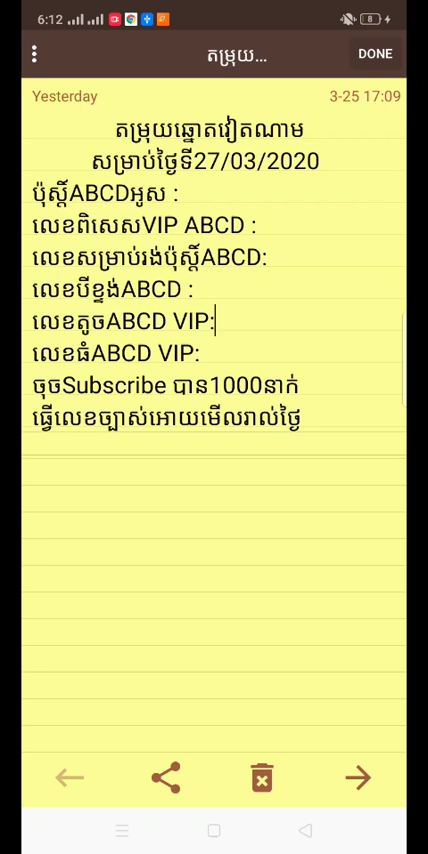 6:12
8
តម្រុយ...
DONE
Yesterday
3-25 17:09
តម្រុយឆ្នោតវៀតណាម
សម្រាប់ថ្ងៃទី27/03/2020
ប៉ុស្តិ៍ABCDអូស :
លេខពិសេសVIP ABCD :
លេខសម្រាប់រង់ប៉ុស្តិ៍ABCD:
លេខបីខ្ទង់ABCD :
លេខតូចABCD VIP:
លេខធំABCD VIP:
ចុចSubscribe បាន1000នាក់
ធ្វើលេខច្បាស់អោយមើលរាល់ថ្ងៃ